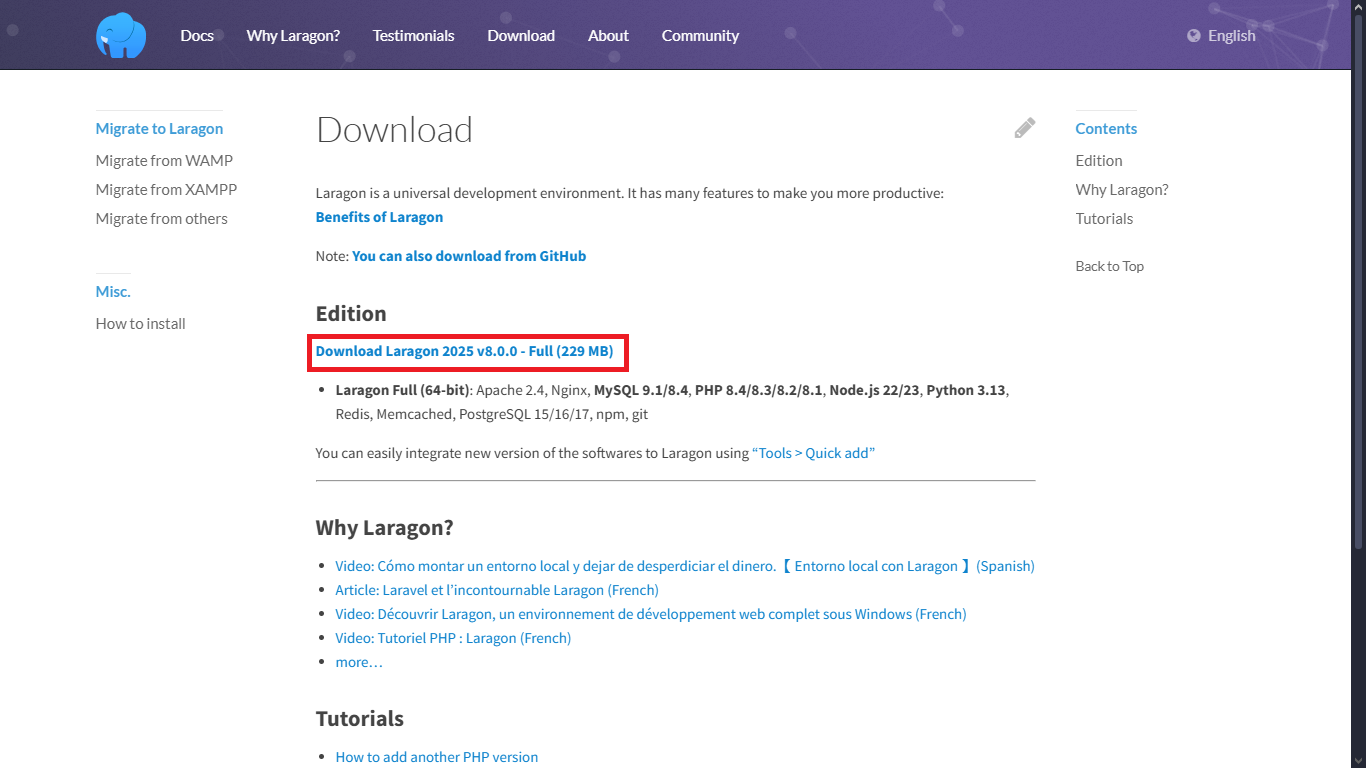 Docs Why Laragon? Testimonials Download About Community English
Migrate to Laragon
Migrate from WAMP
Migrate from XAMPP
Migrate from others
Misc.
How to install
Download
Laragon is a universal development environment. It has many features to make you more productive:
Benefits of Laragon
Note: You can also download from GitHub
Edition
Download Laragon 2025 v8.0.0 - Full (229 MB)
• Laragon Full (64-bit): Apache 2.4, Nginx, MySQL 9.1/8.4, PHP 8.4/8.3/8.2/8.1, Node.js 22/23, Python 3.13,
Redis, Memcached, PostgreSQL 15/16/17, npm, git
You can easily integrate new version of the softwares to Laragon using “Tools > Quick add”
Why Laragon?
• Video: Cómo montar un entorno local y dejar de desperdiciar el dinero.【 Entorno local con Laragon 】(Spanish)
• Article: Laravel et l’incontournable Laragon (French)
• Video: Découvrir Laragon, un environnement de développement web complet sous Windows (French)
• Video: Tutoriel PHP : Laragon (French)
• more…
Tutorials
• How to add another PHP version
Contents
Edition
Why Laragon?
Tutorials
Back to Top